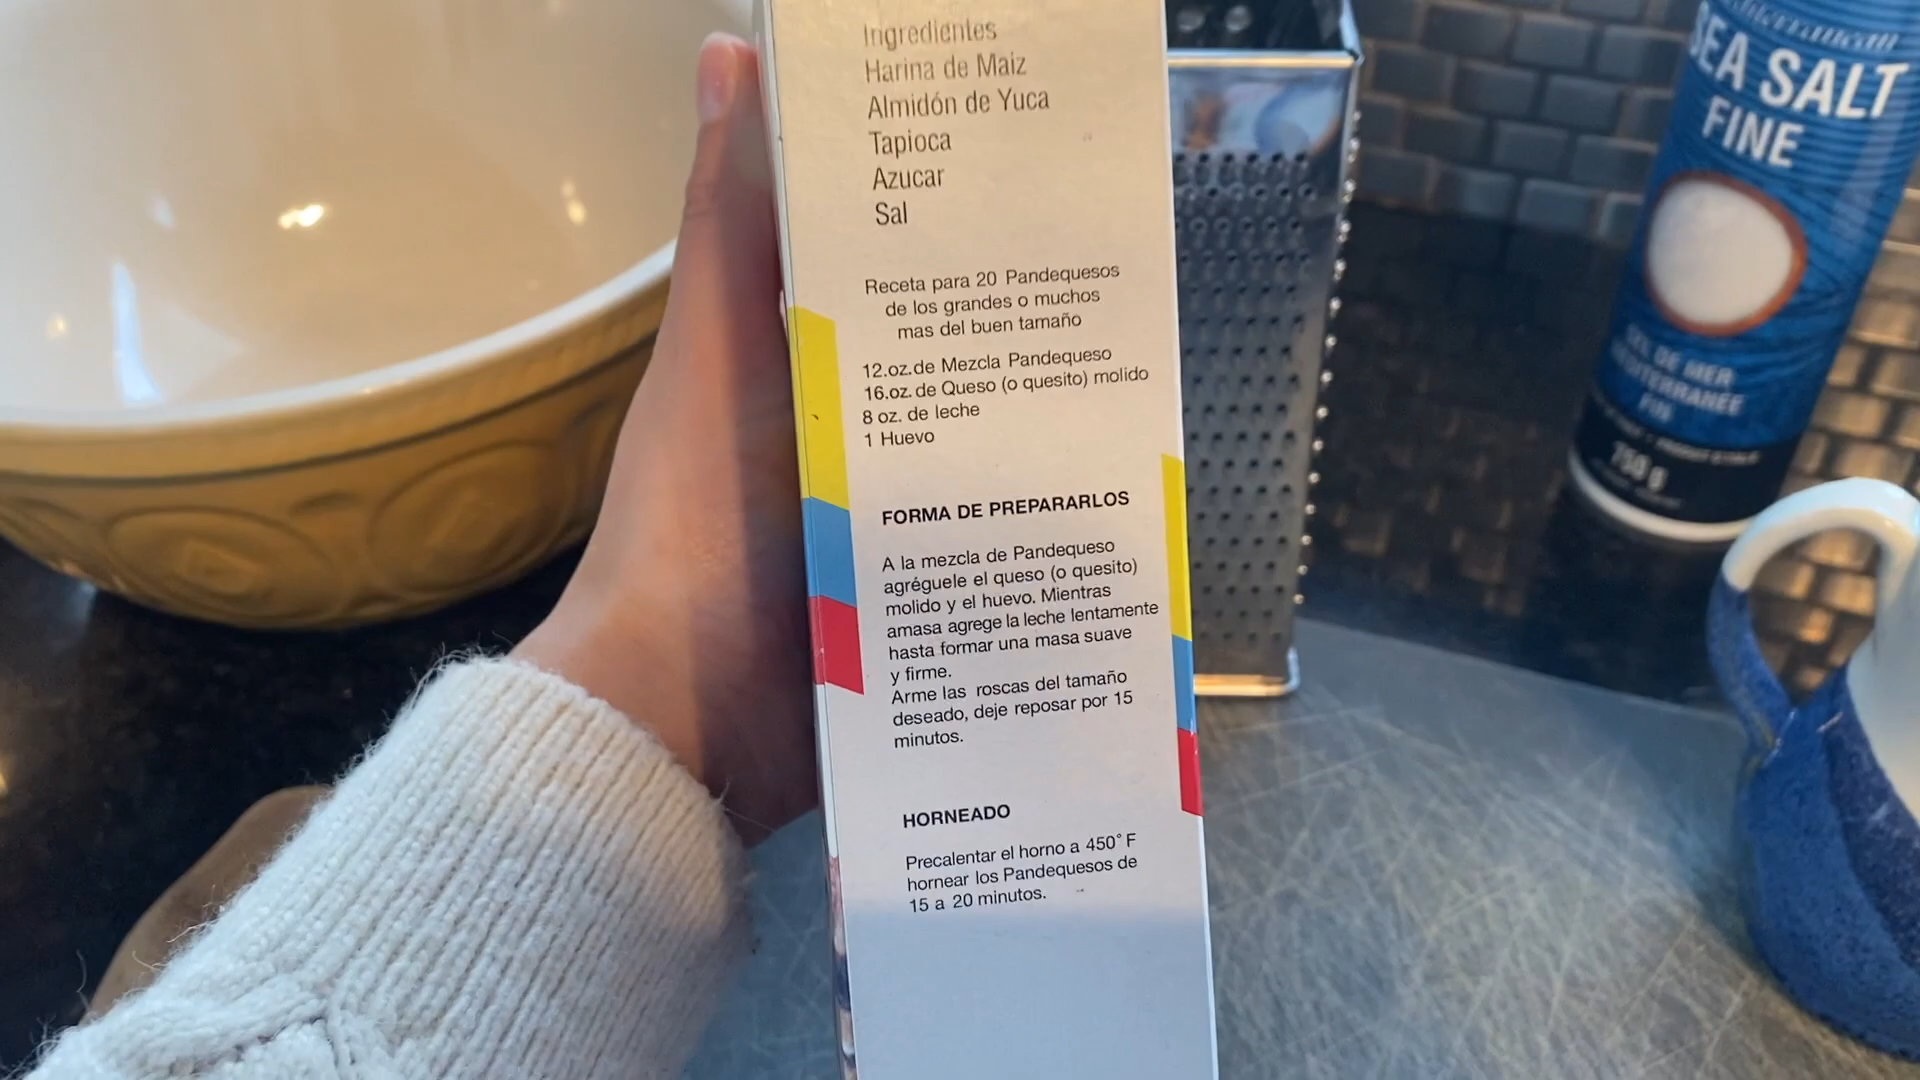 Ingredientes
Harina de Maiz
Almidón de Yuca
Tapioca
Azucar
Sal
Receta para 20 Pandequesos
de los grandes o muchos
mas del buen tamaño
12.oz.de Mezcla Pandequeso
16.oz.de Queso (o quesito) molido
8 oz. de leche
1 Huevo
FORMA DE PREPARARLOS
A la mezcla de Pandequeso
agréguele el queso (o quesito)
molido y el huevo. Mientras
amasa agrege la leche lentamente
hasta formar una masa suave
y firme.
Arme las roscas del tamaño
deseado, deje reposar por 15
minutos.
HORNEADO
Precalentar el horno a 450° F
hornear los Pandequesos de
15 a 20 minutos.
SEA SALT
FINE
SEL DE MER
MÉDITERRANÉE
FIN
750 g